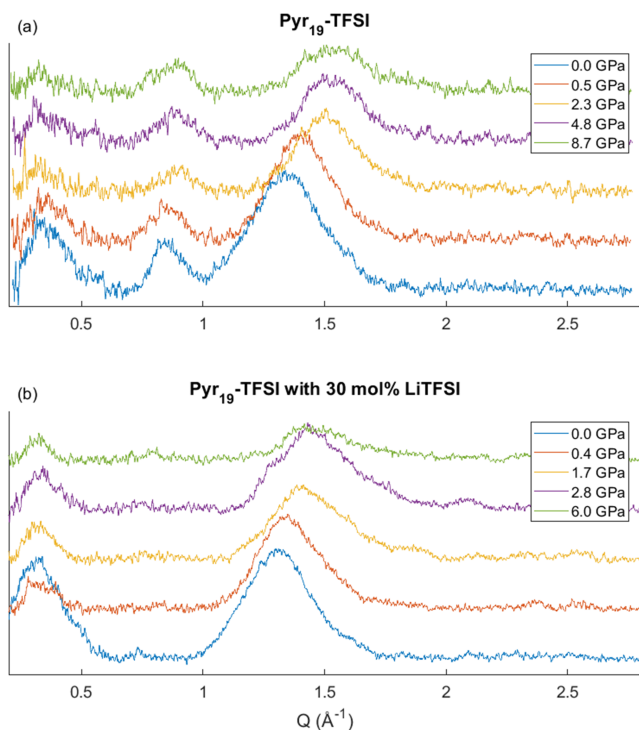 (a)
Pyr₁₉-TFSI
0.0 GPa
0.5 GPa
2.3 GPa
4.8 GPa
8.7 GPa
0.5 1 1.5 2 2.5
(b)
Pyr₁₉-TFSI with 30 mol% LiTFSI
0.0 GPa
0.4 GPa
1.7 GPa
2.8 GPa
6.0 GPa
0.5 1 1.5 2 2.5
Q (Å⁻¹)